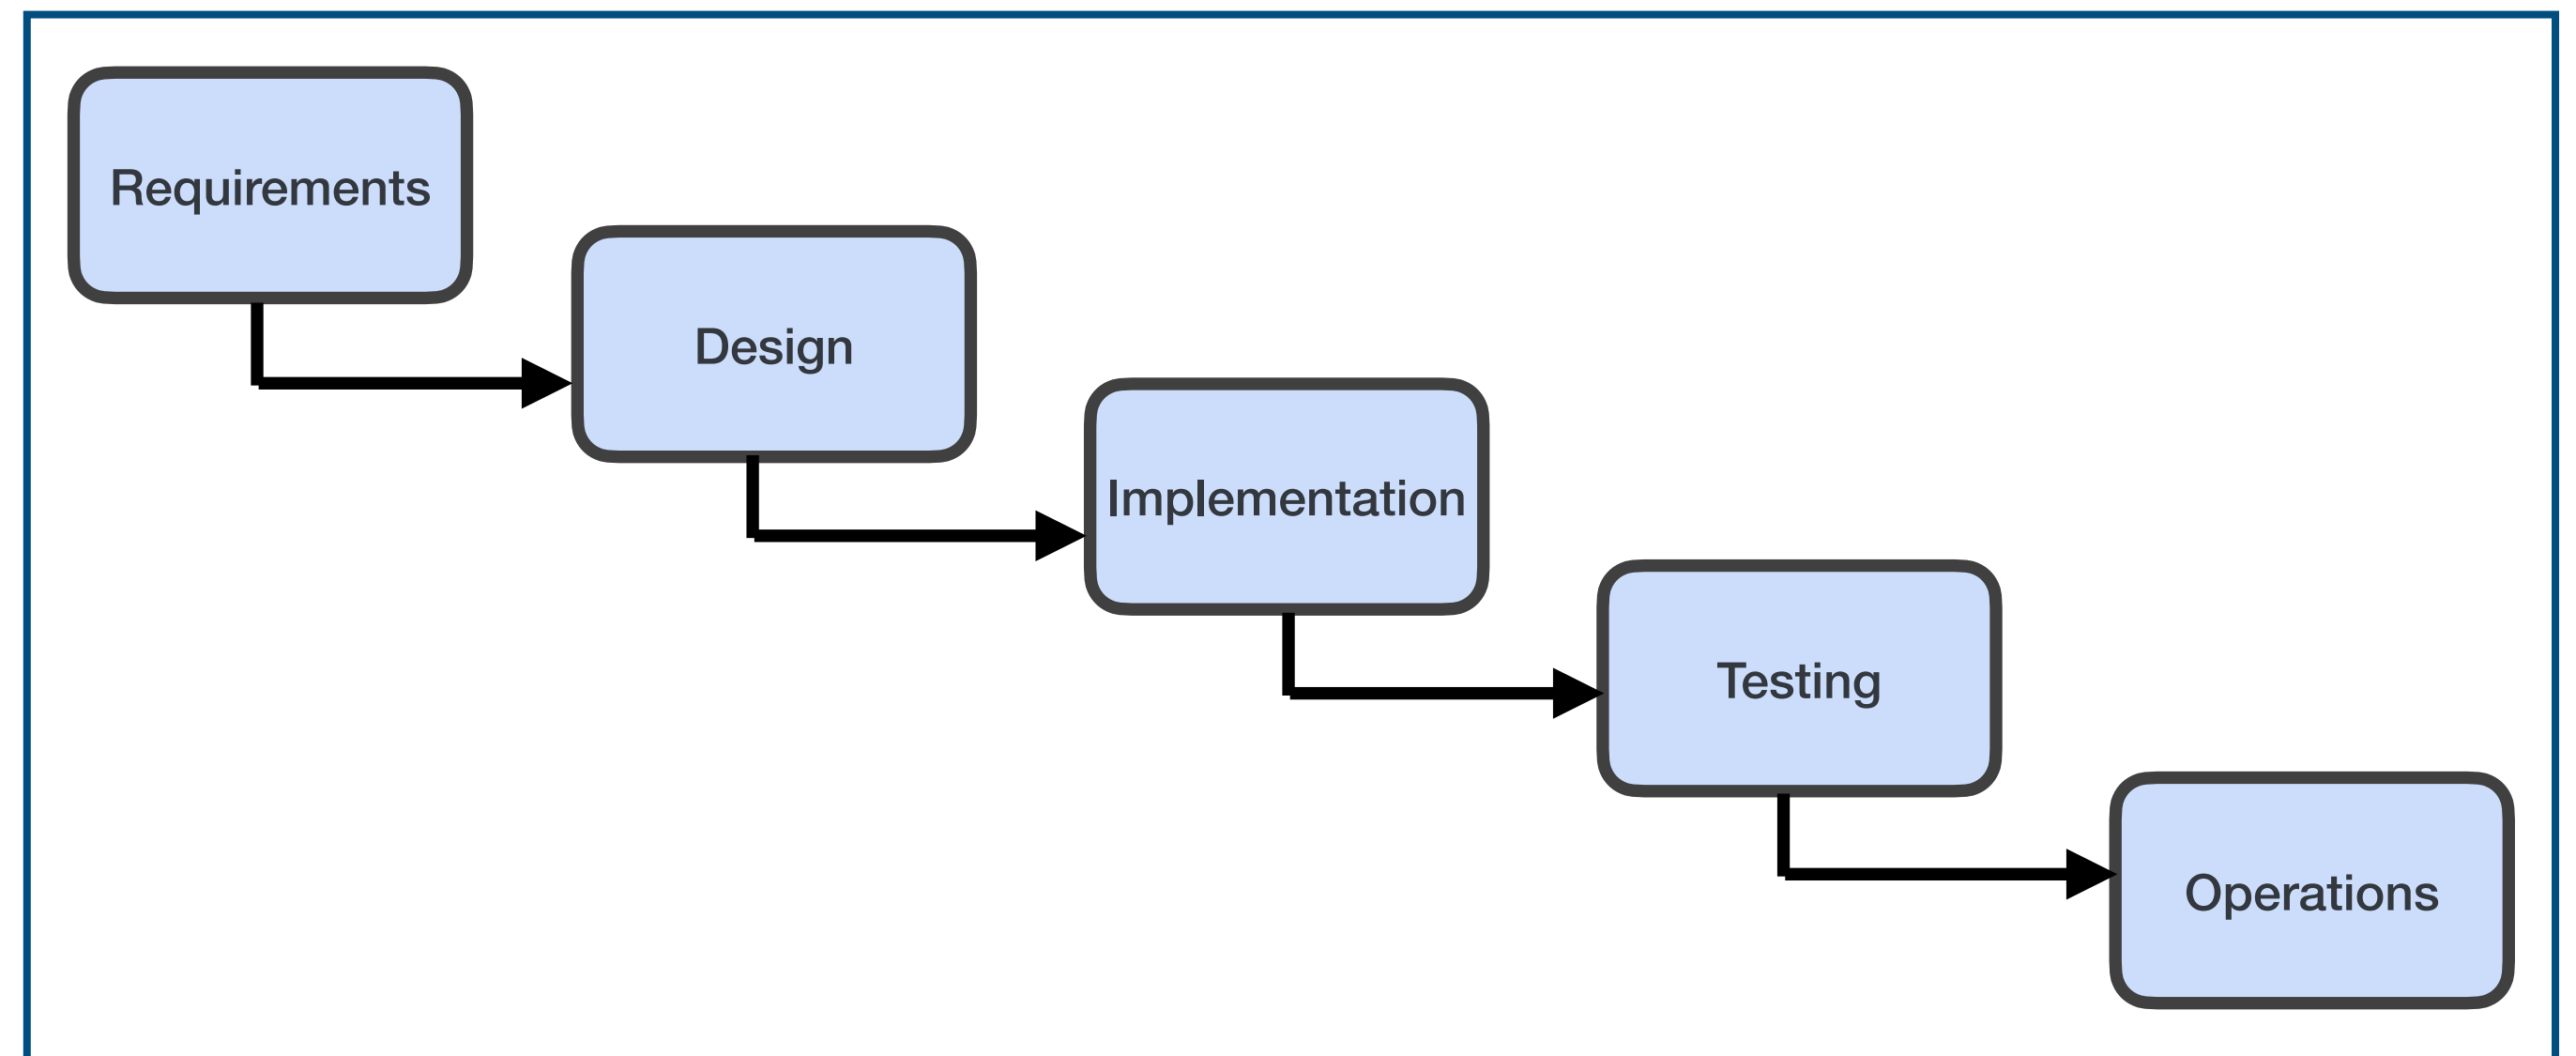 Requirements
Design
Implementation
Testing
Operations